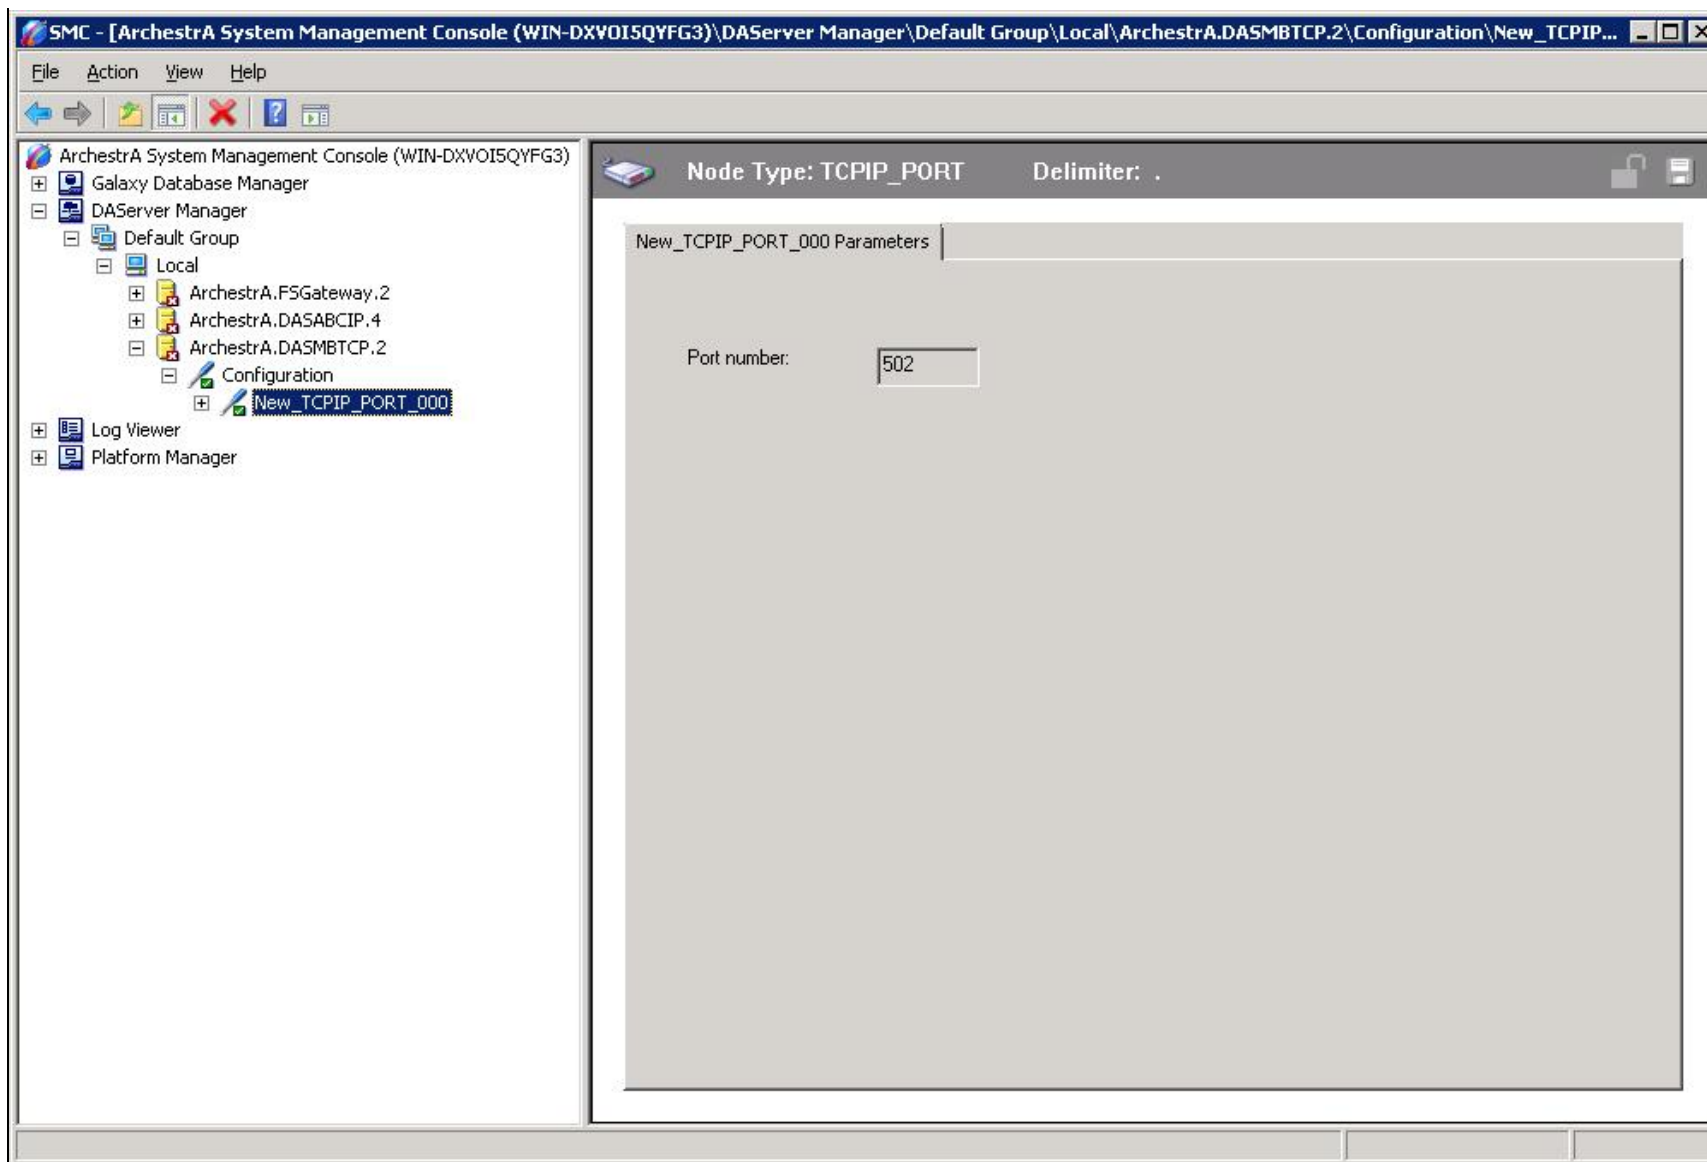 SMC - [ArchestrA System Management Console (WIN-DXVOI5QYFG3)\DAServer Manager\Default Group\Local\ArchestrA.DASMBTCP.2\Configuration\New_TCPIP...
File Action View Help
ArchestrA System Management Console (WIN-DXVOI5QYFG3)
Galaxy Database Manager
DAServer Manager
Default Group
Local
ArchestrA.FSGateway.2
ArchestrA.DASABCIP.4
ArchestrA.DASMBTCP.2
Configuration
New_TCPIP_PORT_000
Log Viewer
Platform Manager
Node Type: TCPIP_PORT Delimiter: .
New_TCPIP_PORT_000 Parameters
Port number: 502